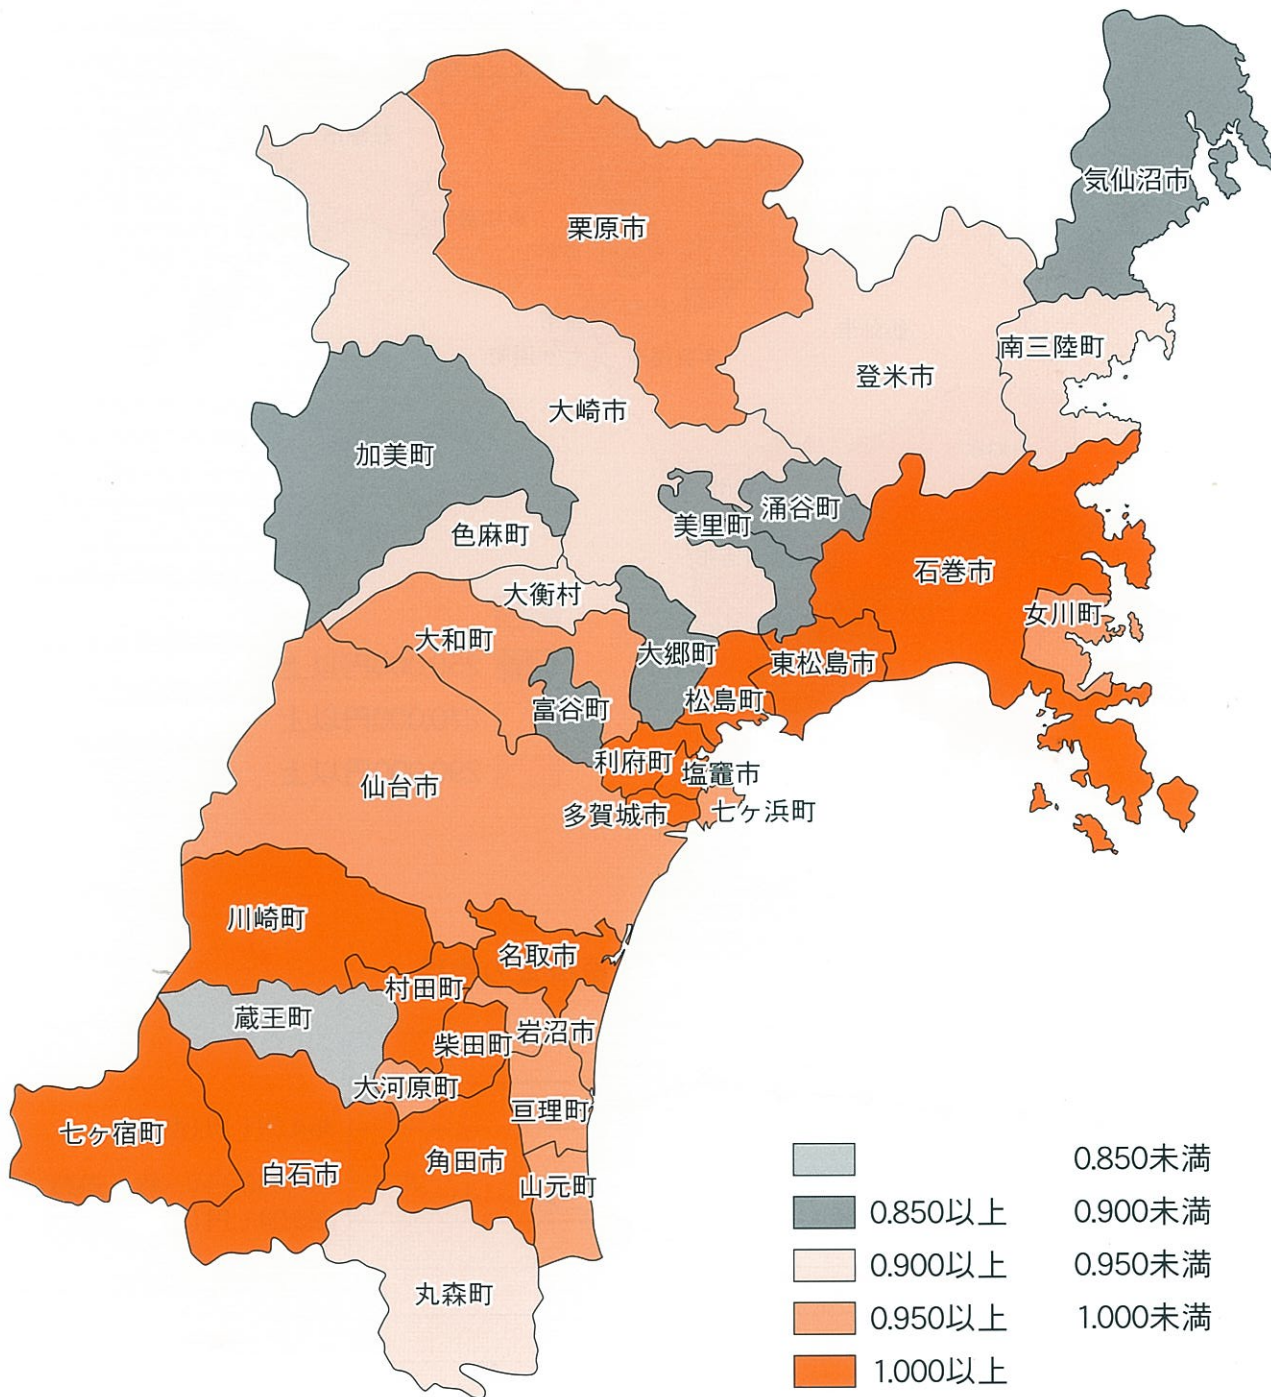 気仙沼市
栗原市
南三陸町
登米市
大崎市
加美町
涌谷町
美里町
色麻町
石巻市
大衡村
女川町
大和町
大郷町
東松島市
松島町
富谷町
利府町
塩竈市
仙台市
多賀城市
七ヶ浜町
川崎町
名取市
村田町
蔵王町
岩沼市
柴田町
大河原町
亘理町
七ヶ宿町
角田市
白石市
山元町
丸森町
0.850未満
0.850以上 0.900未満
0.900以上 0.950未満
0.950以上 1.000未満
1.000以上